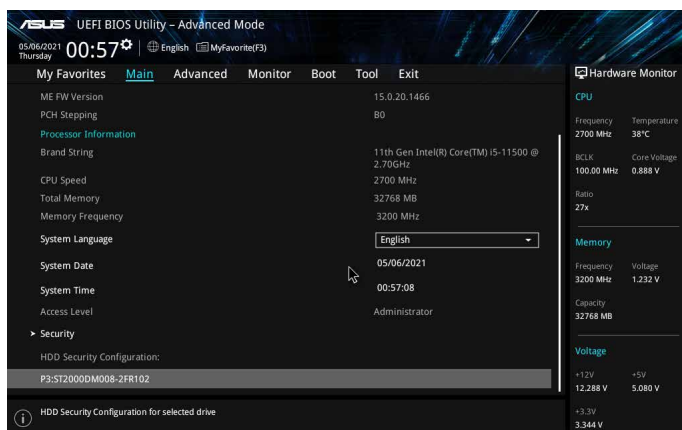 ASUS UEFI BIOS Utility – Advanced Mode
05/06/2021 Thursday 00:57 English MyFavorite(F3)
My Favorites Main Advanced Monitor Boot Tool Exit
Hardware Monitor
ME FW Version 15.0.20.1466
PCH Stepping B0
Processor Information
Brand String 11th Gen Intel(R) Core(TM) i5-11500 @
2.70GHz
CPU Speed 2700 MHz
Total Memory 32768 MB
Memory Frequency 3200 MHz
System Language English
System Date 05/06/2021
System Time 00:57:08
Access Level Administrator
Security
HDD Security Configuration:
P3:ST2000DM008-2FR102
HDD Security Configuration for selected drive
CPU
Frequency Temperature
2700 MHz 38°C
BCLK Core Voltage
100.00 MHz 0.888 V
Ratio
27x
Memory
Frequency Voltage
3200 MHz 1.232 V
Capacity
32768 MB
Voltage
+12V +5V
12.288 V 5.080 V
+3.3V
3.344 V